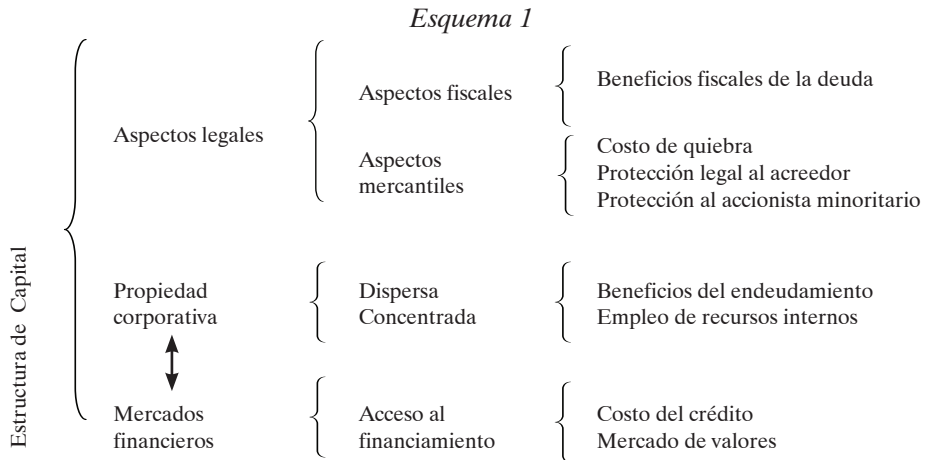 Esquema 1
Estructura de Capital
Aspectos legales
Aspectos fiscales
Beneficios fiscales de la deuda
Aspectos
mercantiles
Costo de quiebra
Protección legal al acreedor
Protección al accionista minoritario
Propiedad
corporativa
Dispersa
Concentrada
Beneficios del endeudamiento
Empleo de recursos internos
Mercados
financieros
Acceso al
financiamiento
Costo del crédito
Mercado de valores